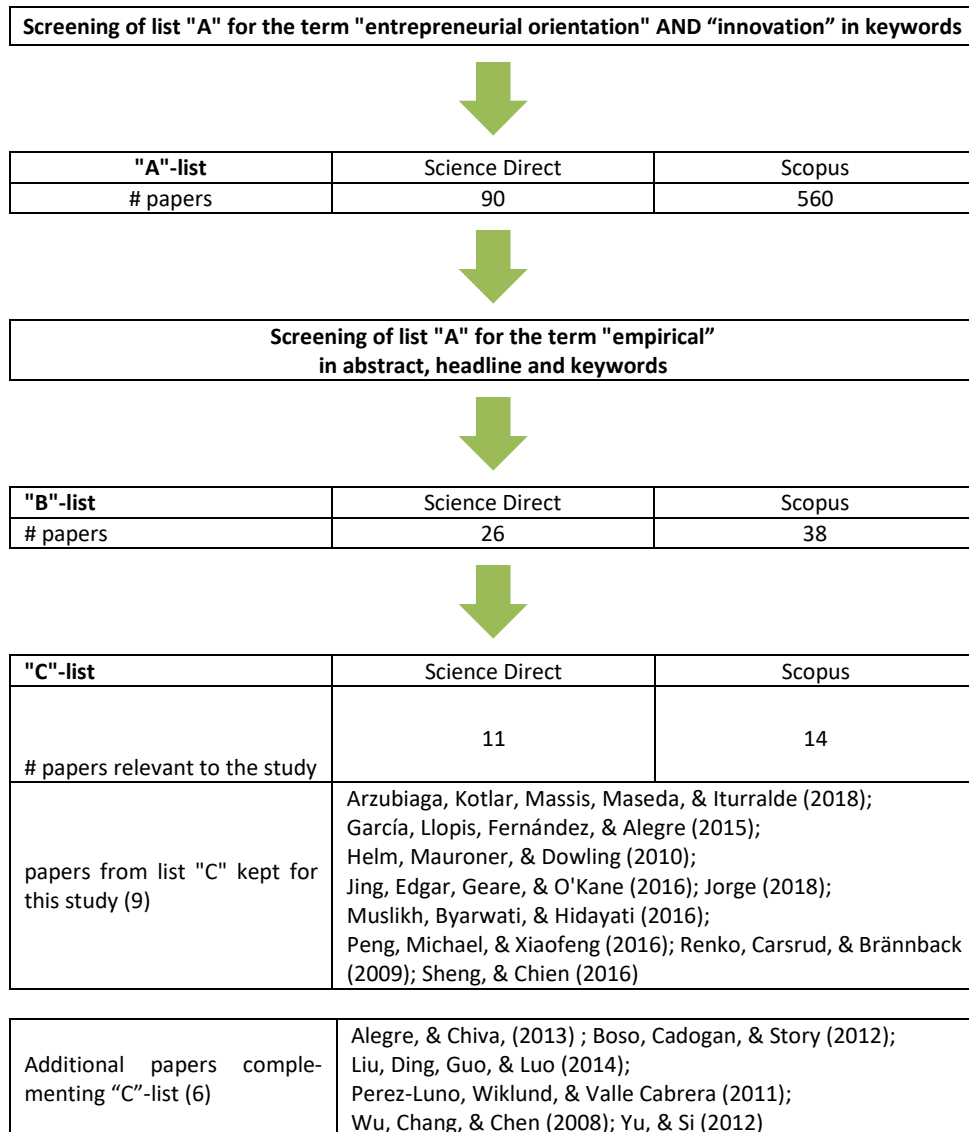 Screening of list "A" for the term "entrepreneurial orientation" AND “innovation” in keywords
"A"-list Science Direct Scopus
# papers 90 560
Screening of list "A" for the term "empirical”
in abstract, headline and keywords
"B"-list Science Direct Scopus
# papers 26 38
"C"-list Science Direct Scopus
# papers relevant to the study 11 14
papers from list "C" kept for
this study (9)
Arzubiaga, Kotlar, Massis, Maseda, & Iturralde (2018);
García, Llopis, Fernández, & Alegre (2015);
Helm, Mauroner, & Dowling (2010);
Jing, Edgar, Geare, & O'Kane (2016); Jorge (2018);
Muslikh, Byarwati, & Hidayati (2016);
Peng, Michael, & Xiaofeng (2016); Renko, Carsrud, & Brännback
(2009); Sheng, & Chien (2016)
Additional papers comple-
menting “C”-list (6)
Alegre, & Chiva, (2013) ; Boso, Cadogan, & Story (2012);
Liu, Ding, Guo, & Luo (2014);
Perez-Luno, Wiklund, & Valle Cabrera (2011);
Wu, Chang, & Chen (2008); Yu, & Si (2012)